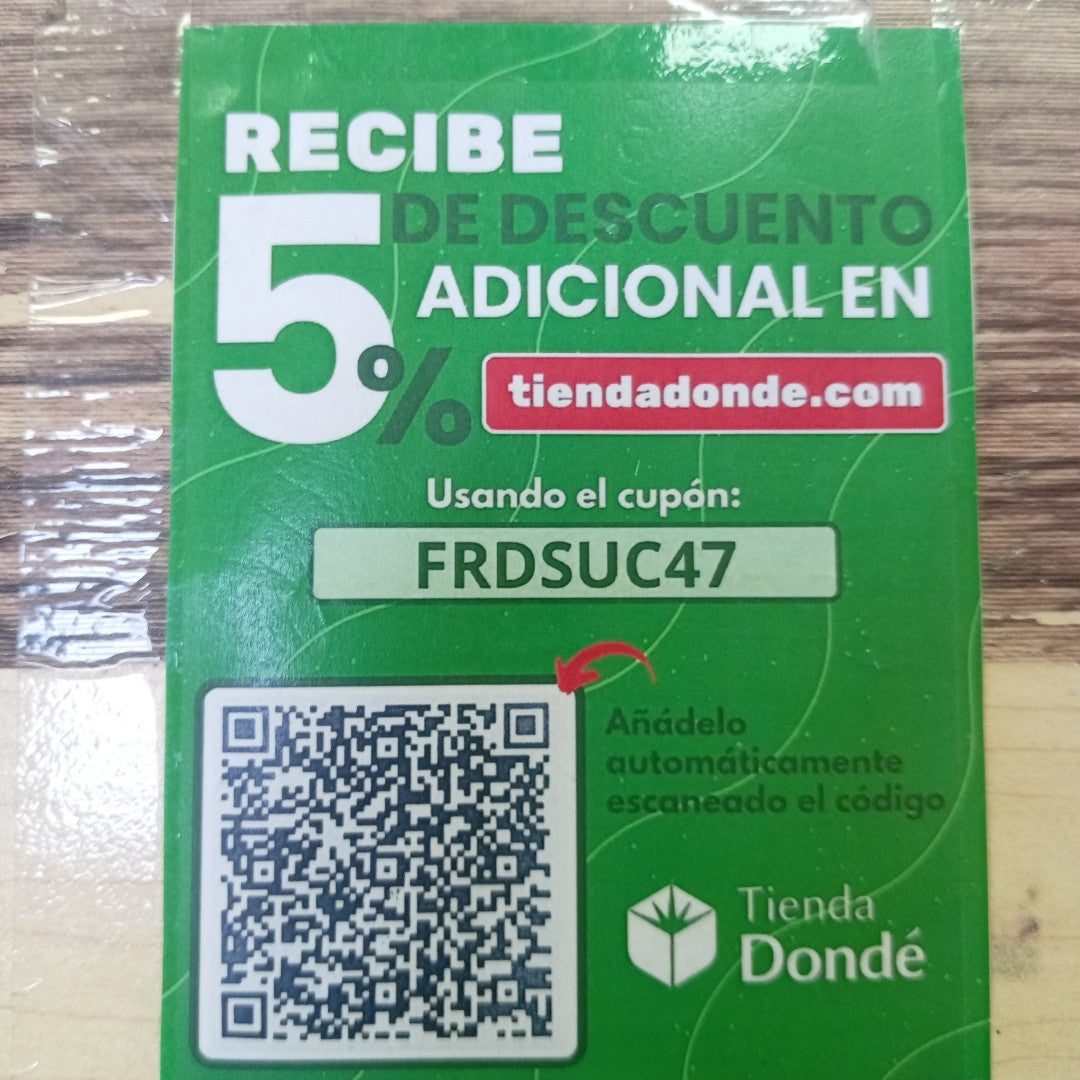 RECIBE
5% DE DESCUENTO
ADICIONAL EN
tiendadonde.com
Usando el cupón:
FRDSUC47
Añádelo
automáticamente
escaneado el código
Tienda
Dondé